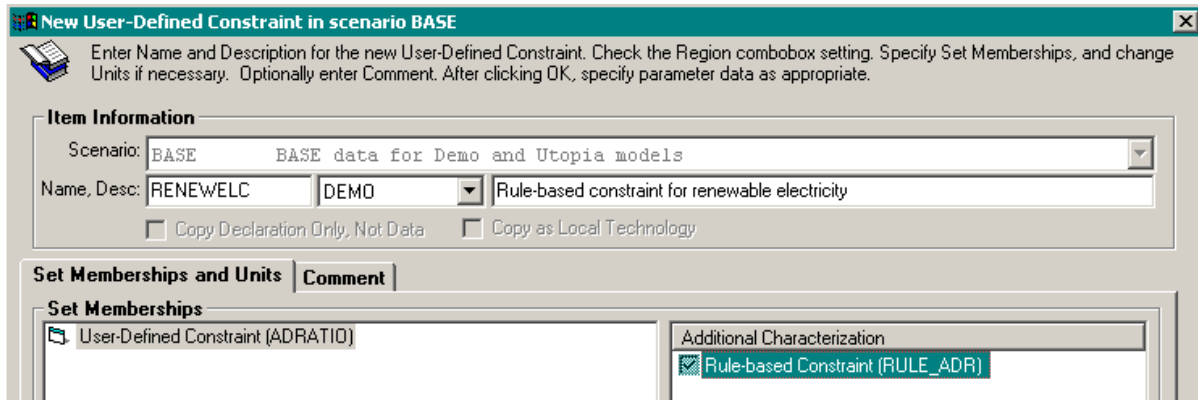 New User-Defined Constraint in scenario BASE
Enter Name and Description for the new User-Defined Constraint. Check the Region combobox setting. Specify Set Memberships, and change
Units if necessary. Optionally enter Comment. After clicking OK, specify parameter data as appropriate.
Item Information
Scenario: BASE BASE data for Demo and Utopia models
Name, Desc: RENEWELC DEMO Rule-based constraint for renewable electricity
Copy Declaration Only, Not Data Copy as Local Technology
Set Memberships and Units Comment
Set Memberships
User-Defined Constraint (ADRATIO) Additional Characterization
Rule-based Constraint (RULE_ADR)